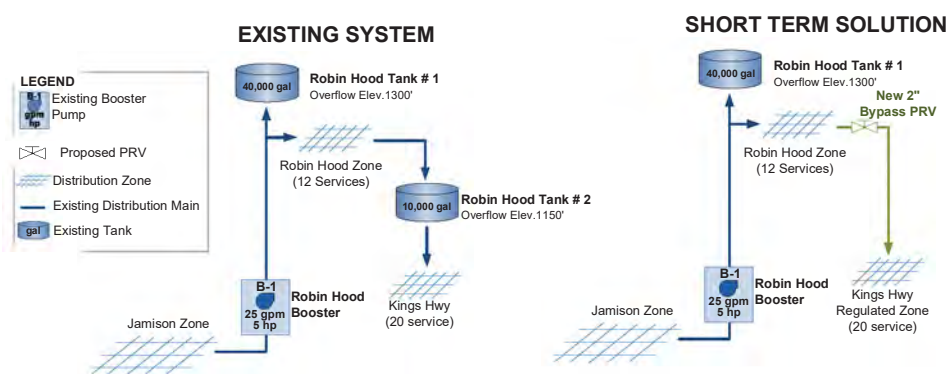 EXISTING SYSTEM
LEGEND
B-1
gpm
hp
Existing Booster
Pump
Proposed PRV
Distribution Zone
Existing Distribution Main
gal
Existing Tank
40,000 gal
Robin Hood Tank # 1
Overflow Elev.1300'
Robin Hood Zone
(12 Services)
10,000 gal
Robin Hood Tank # 2
Overflow Elev.1150'
Kings Hwy
(20 service)
B-1
25 gpm
5 hp
Robin Hood
Booster
Jamison Zone
SHORT TERM SOLUTION
40,000 gal
Robin Hood Tank # 1
Overflow Elev.1300'
New 2"
Bypass PRV
Robin Hood Zone
(12 Services)
B-1
25 gpm
5 hp
Robin Hood
Booster
Kings Hwy
Regulated Zone
(20 service)
Jamison Zone